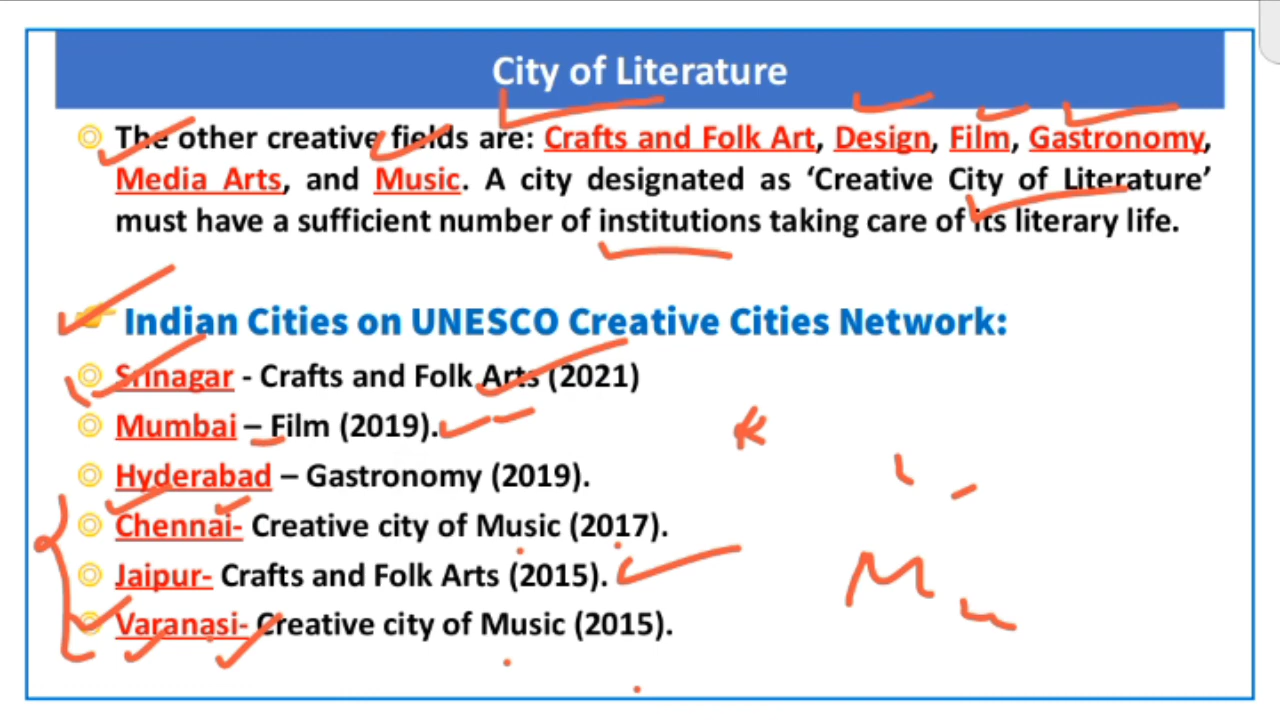 City of Literature
The other creative fields are: Crafts and Folk Art, Design, Film, Gastronomy,
Media Arts, and Music. A city designated as ‘Creative City of Literature’
must have a sufficient number of institutions taking care of its literary life.
Indian Cities on UNESCO Creative Cities Network:
Srinagar - Crafts and Folk Arts (2021)
Mumbai – Film (2019).
Hyderabad – Gastronomy (2019).
Chennai- Creative city of Music (2017).
Jaipur- Crafts and Folk Arts (2015).
Varanasi- Creative city of Music (2015).